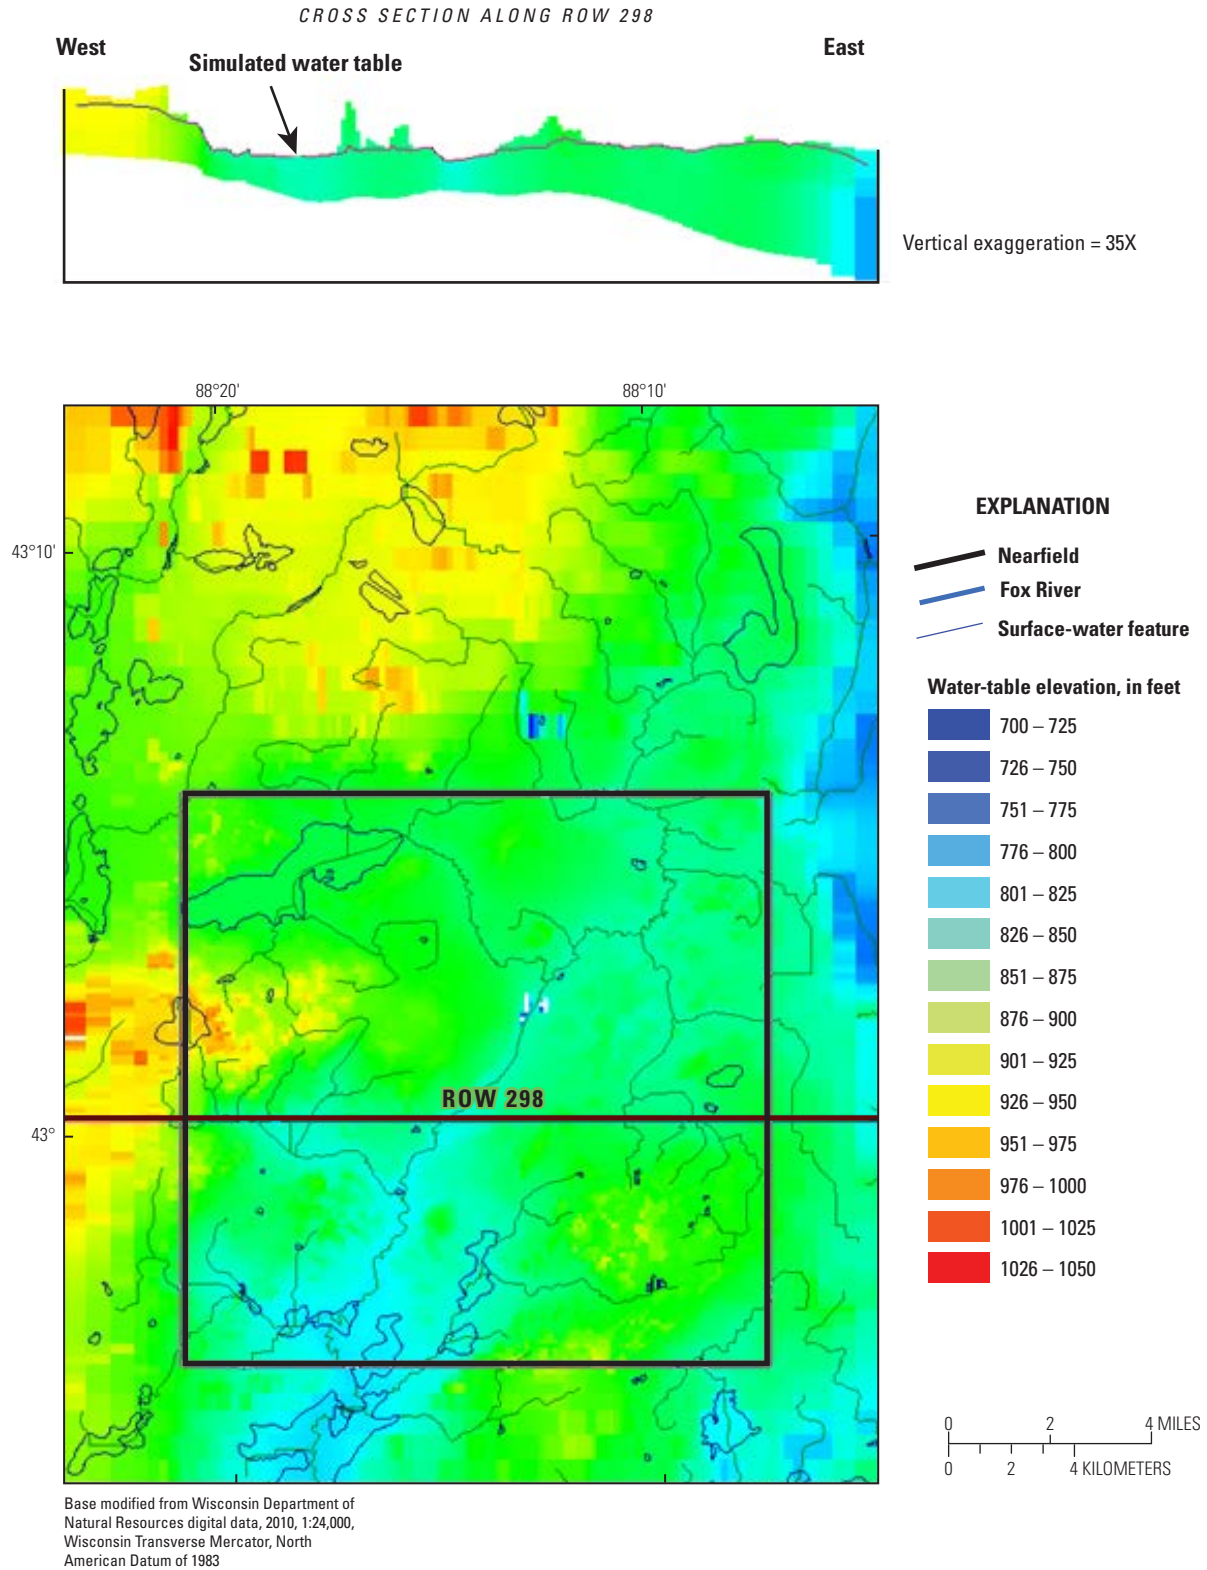 CROSS SECTION ALONG ROW 298
West
East
Simulated water table
Vertical exaggeration = 35X
88°20'
88°10'
43°10'
ROW 298
43°
EXPLANATION
Nearfield
Fox River
Surface-water feature
Water-table elevation, in feet
700 – 725
726 – 750
751 – 775
776 – 800
801 – 825
826 – 850
851 – 875
876 – 900
901 – 925
926 – 950
951 – 975
976 – 1000
1001 – 1025
1026 – 1050
0 2 4 MILES
0 2 4 KILOMETERS
Base modified from Wisconsin Department of
Natural Resources digital data, 2010, 1:24,000,
Wisconsin Transverse Mercator, North
American Datum of 1983